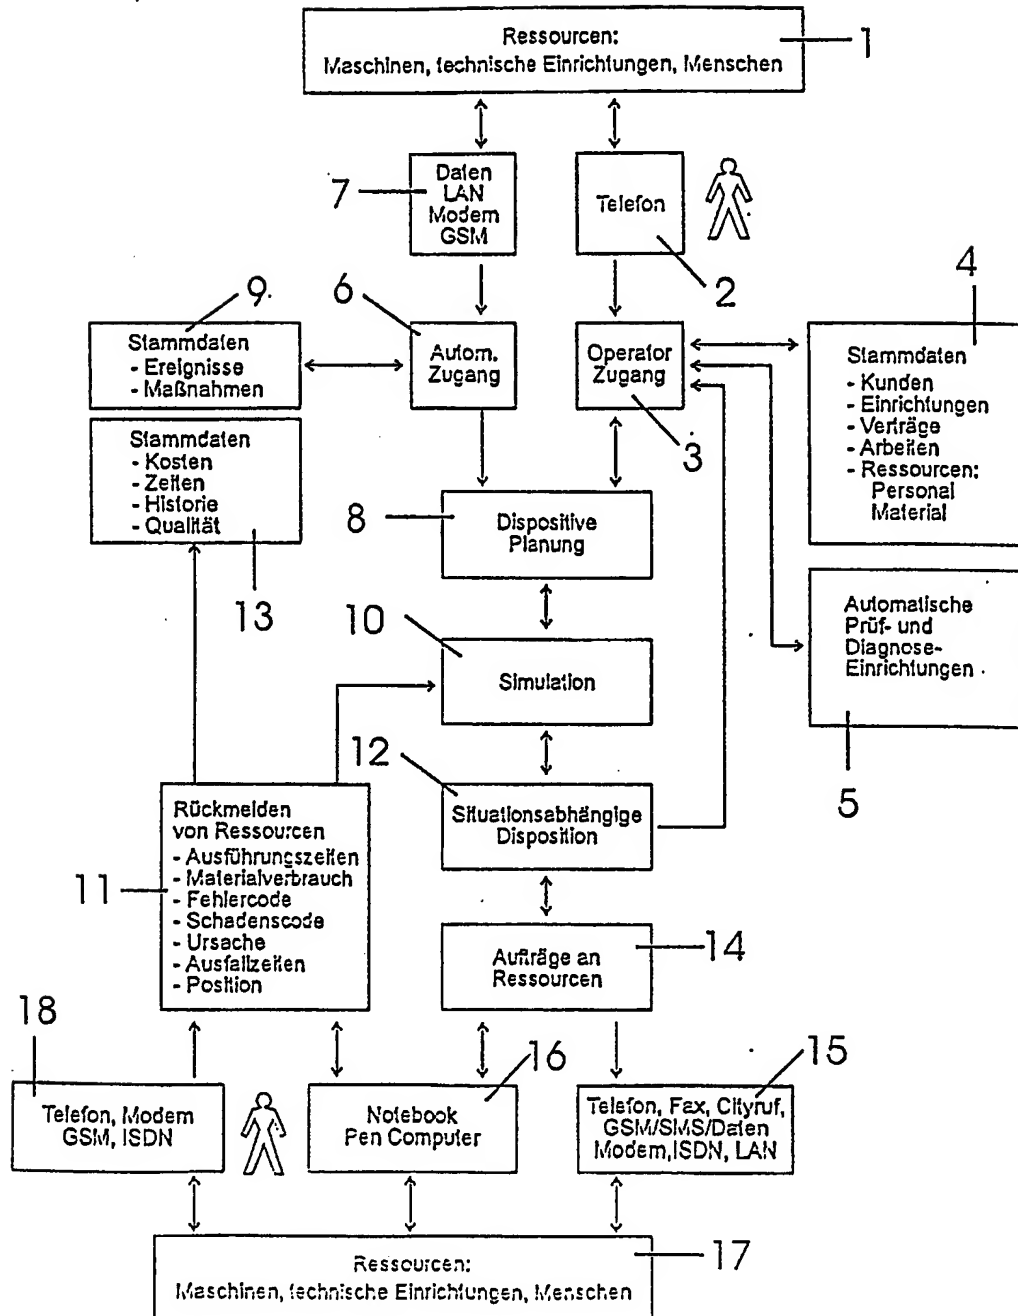 Ressourcen:
Maschinen, technische Einrichtungen, Menschen
1
7
Daten
LAN
Modem
GSM
Telefon
2
4
9
6
Stammdaten
- Ereignisse
- Maßnahmen
Autom.
Zugang
Operator
Zugang
3
Stammdaten
- Kunden
- Einrichtungen
- Verträge
- Arbeiten
- Ressourcen:
Personal
Material
Stammdaten
- Kosten
- Zeiten
- Historie
- Qualität
13
8
Dispositive
Planung
Automatische
Prüf- und
Diagnose-
Einrichtungen
5
10
Simulation
12
Situationsabhängige
Disposition
11
Rückmelden
von Ressourcen
- Ausführungszeiten
- Materialverbrauch
- Fehlercode
- Schadenscode
- Ursache
- Ausfallzeiten
- Position
Aufträge an
Ressourcen
14
18
Telefon, Modem
GSM, ISDN
16
Notebook
Pen Computer
15
Telefon, Fax, Cityruf,
GSM/SMS/Daten
Modem,ISDN, LAN
Ressourcen:
Maschinen, technische Einrichtungen, Menschen
17